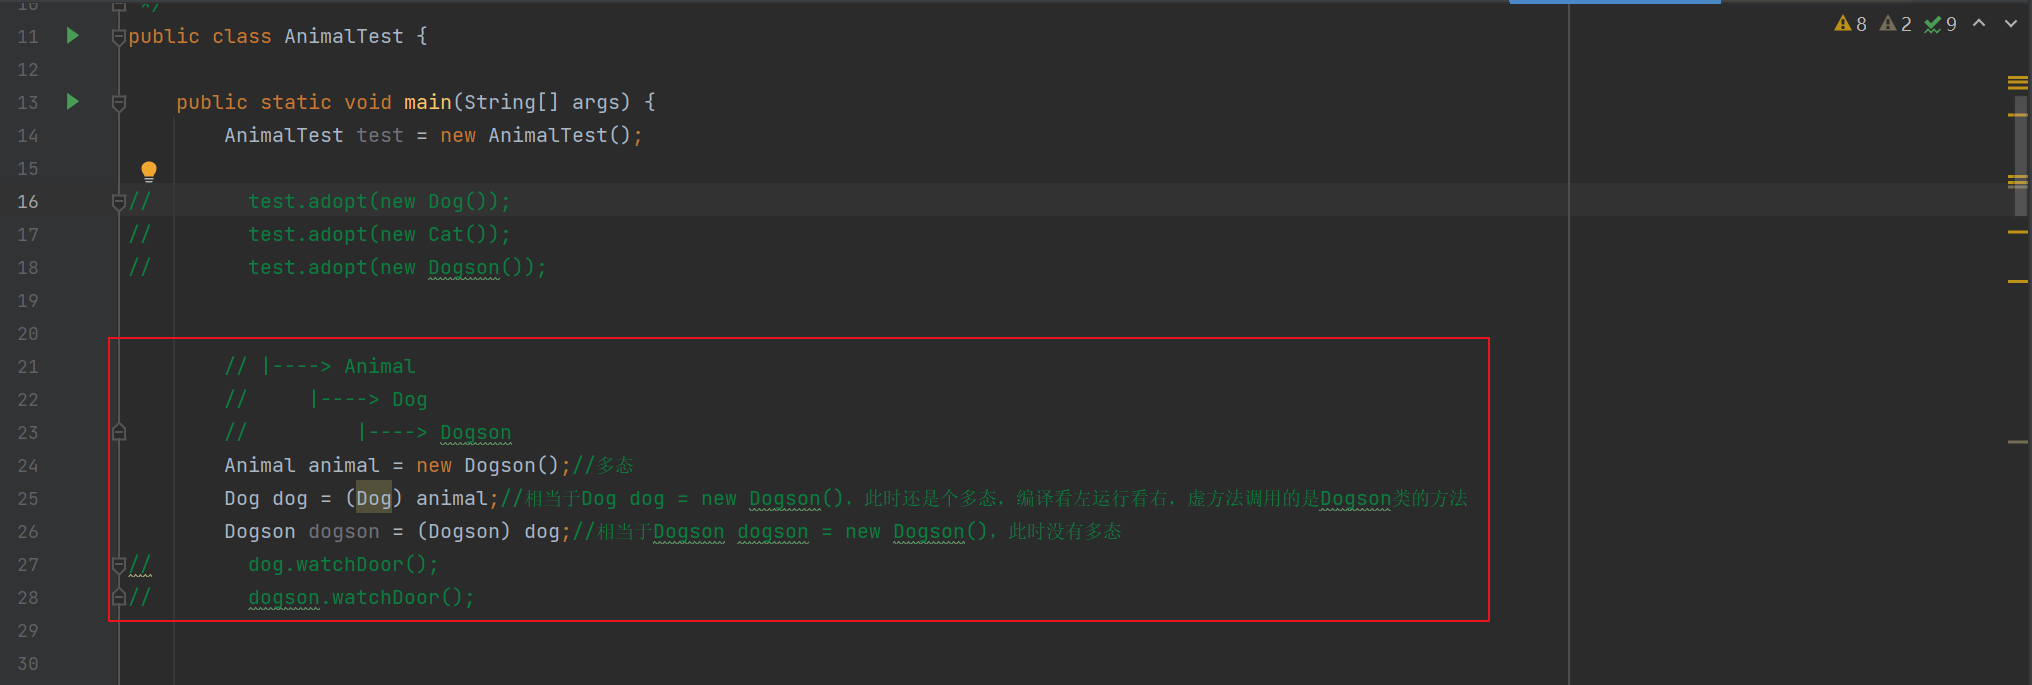 */
8 2 9
11 public class AnimalTest {
12
13 public static void main(String[] args) {
14 AnimalTest test = new AnimalTest();
15
16 // test.adopt(new Dog());
17 // test.adopt(new Cat());
18 // test.adopt(new Dogson());
19
20
21 // |----> Animal
22 // |----> Dog
23 // |----> Dogson
24 Animal animal = new Dogson();//多态
25 Dog dog = (Dog) animal;//相当于Dog dog = new Dogson()，此时还是个多态，编译看左运行看右，虚方法调用的是Dogson类的方法
26 Dogson dogson = (Dogson) dog;//相当于Dogson dogson = new Dogson()，此时没有多态
27 // dog.watchDoor();
28 // dogson.watchDoor();
29
30